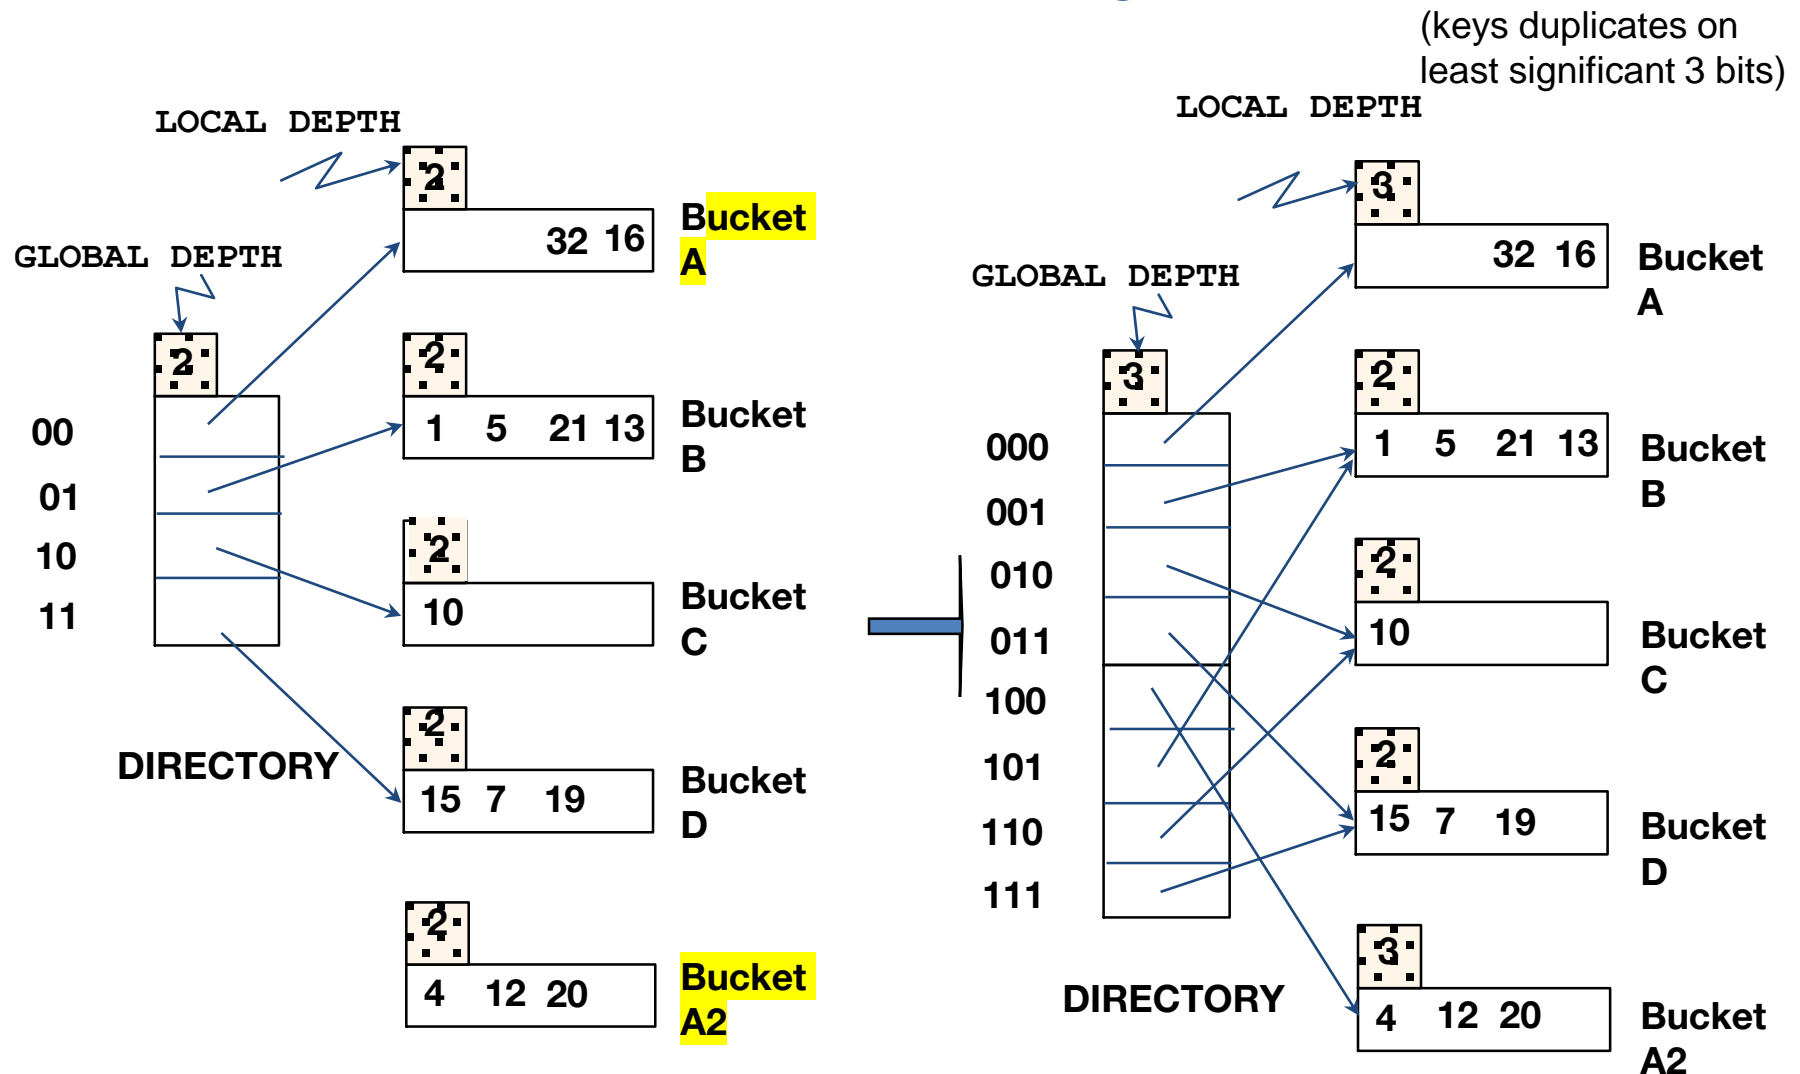 (keys duplicates on
least significant 3 bits)
LOCAL DEPTH
2
32 16
Bucket
A
GLOBAL DEPTH
2
00
01
10
11
2
1 5 21 13
Bucket
B
2
10
Bucket
C
2
15 7 19
Bucket
D
DIRECTORY
2
4 12 20
Bucket
A2
LOCAL DEPTH
3
32 16
Bucket
A
GLOBAL DEPTH
3
000
001
010
011
100
101
110
111
2
1 5 21 13
Bucket
B
2
10
Bucket
C
2
15 7 19
Bucket
D
DIRECTORY
3
4 12 20
Bucket
A2